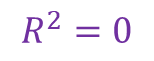 R² = 0